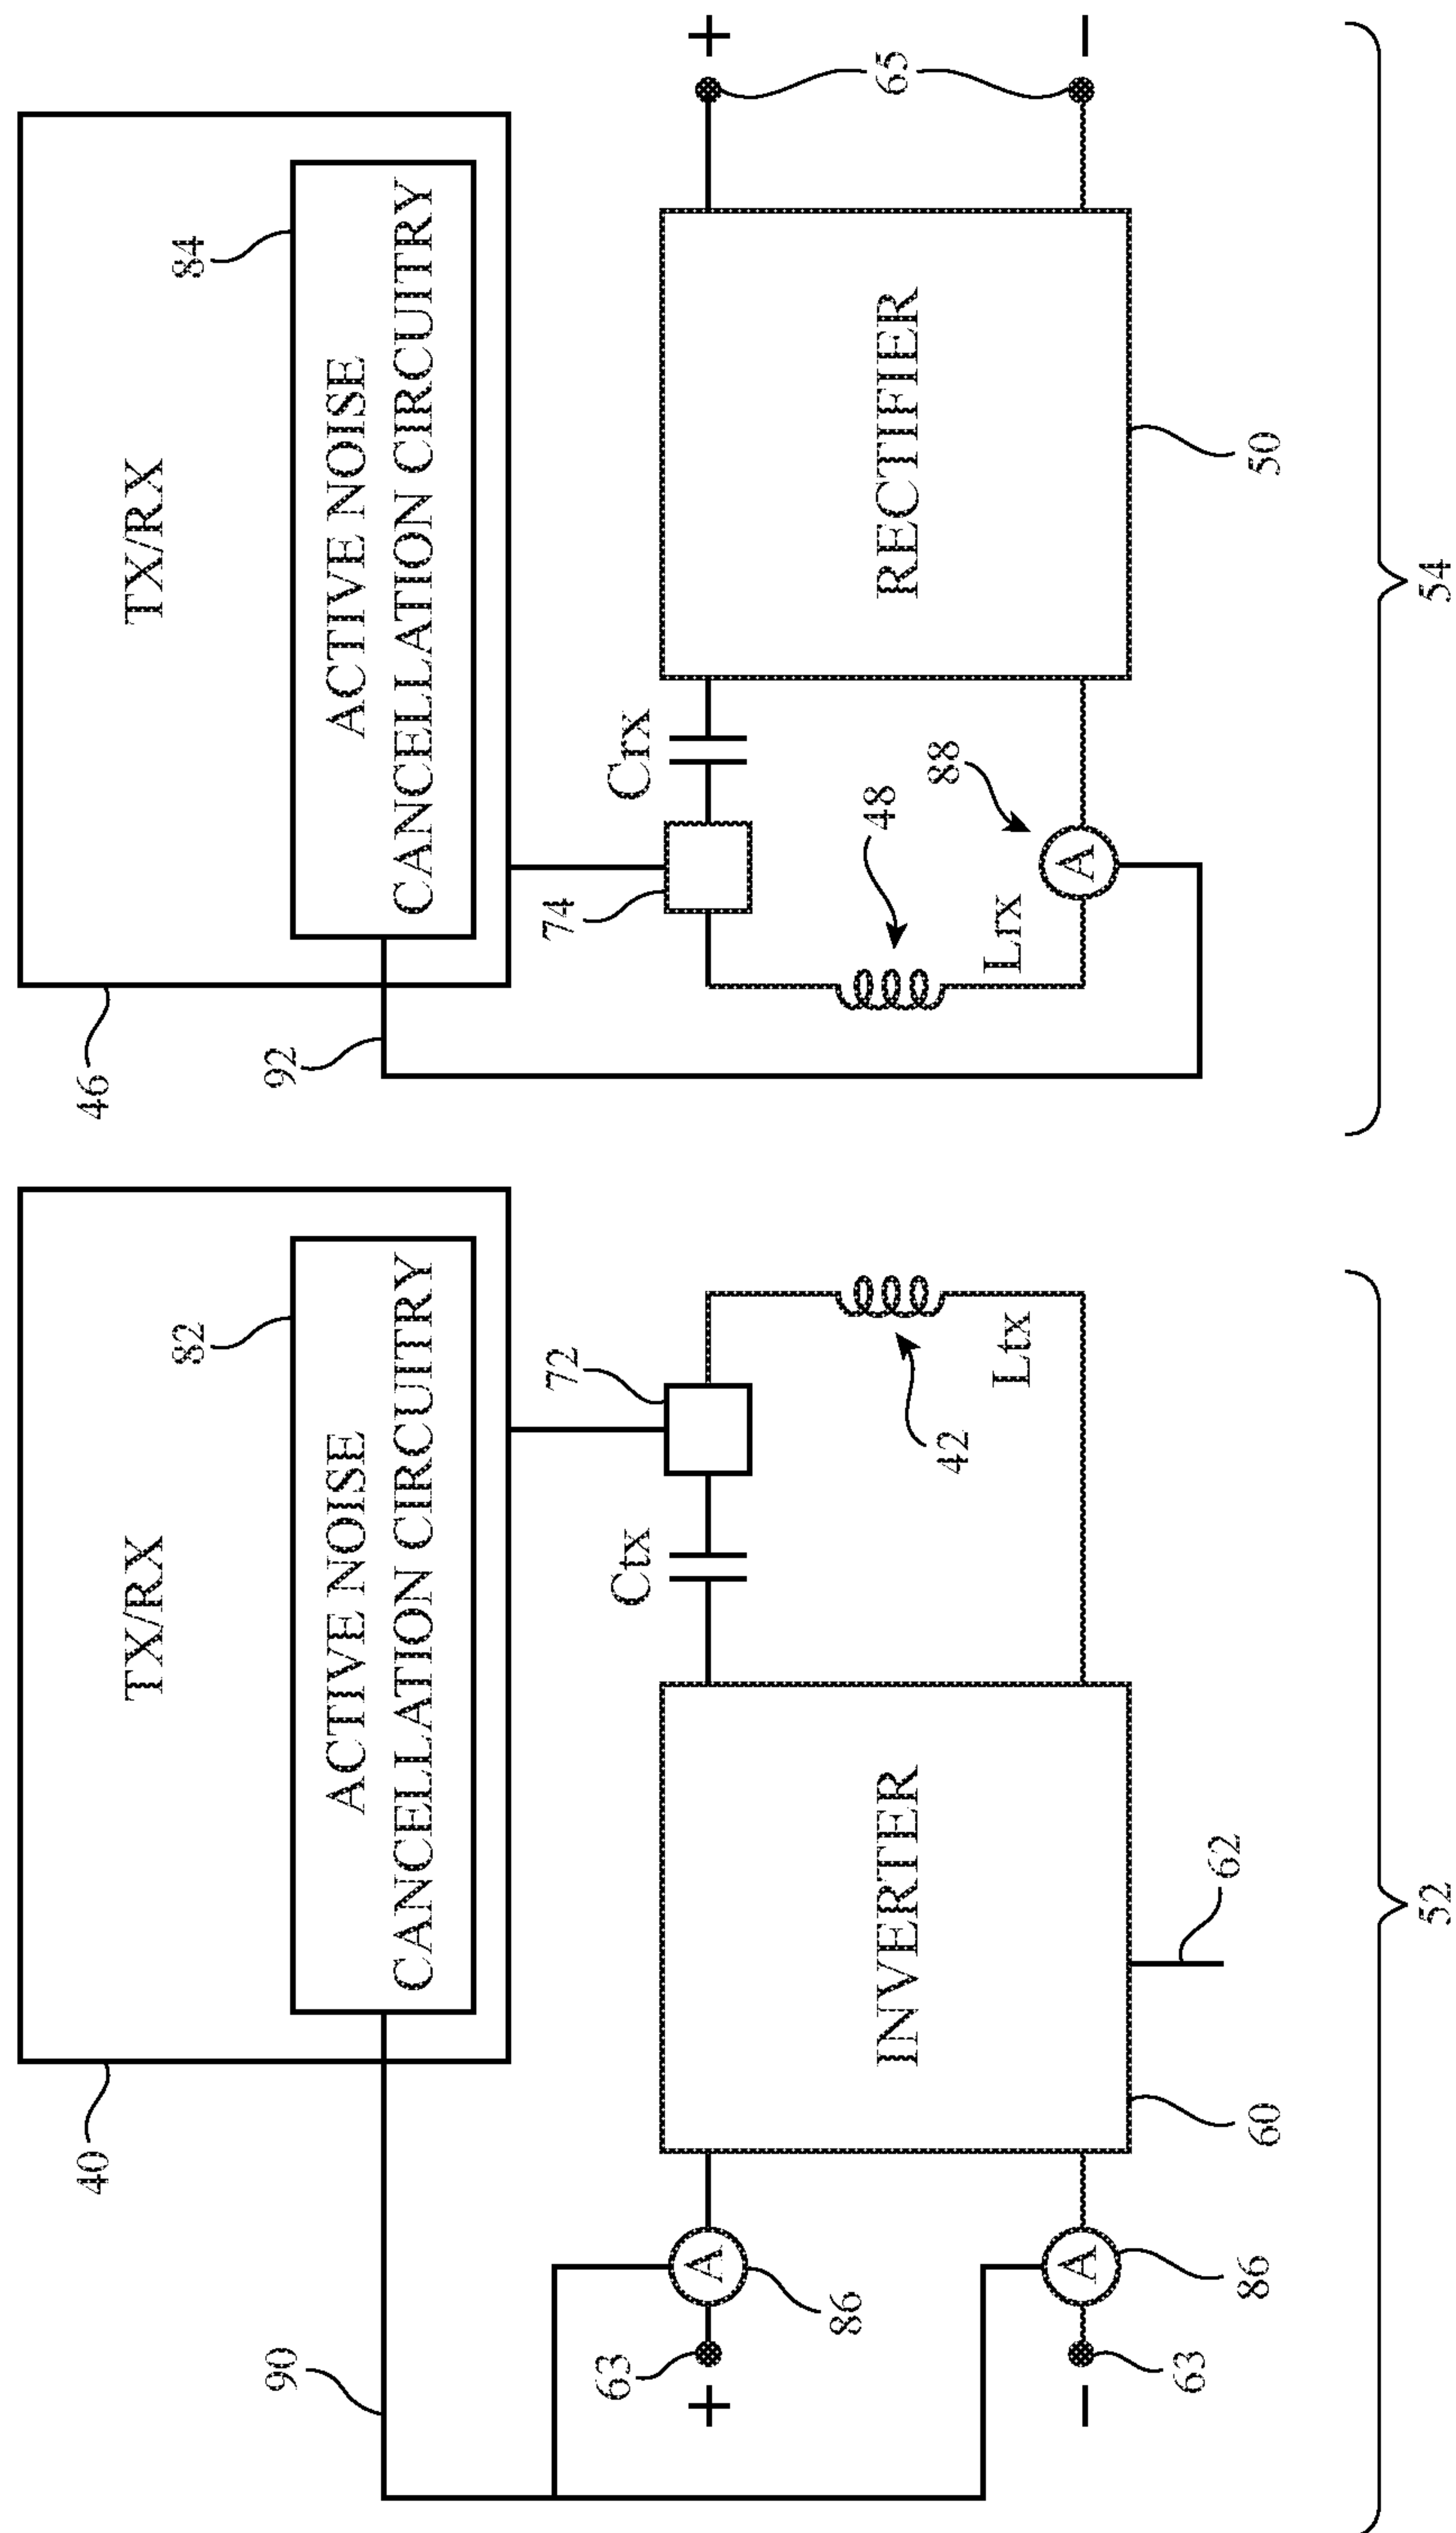 TX/RX
ACTIVE NOISE
CANCELLATION CIRCUITRY
40
82
90
72
Ctx
63
+
86
INVERTER
42
Ltx
−
63
86
60
62
52
TX/RX
ACTIVE NOISE
CANCELLATION CIRCUITRY
46
84
92
74
Crx
+
65
48
RECTIFIER
Lrx
88
A
A
A
−
50
54